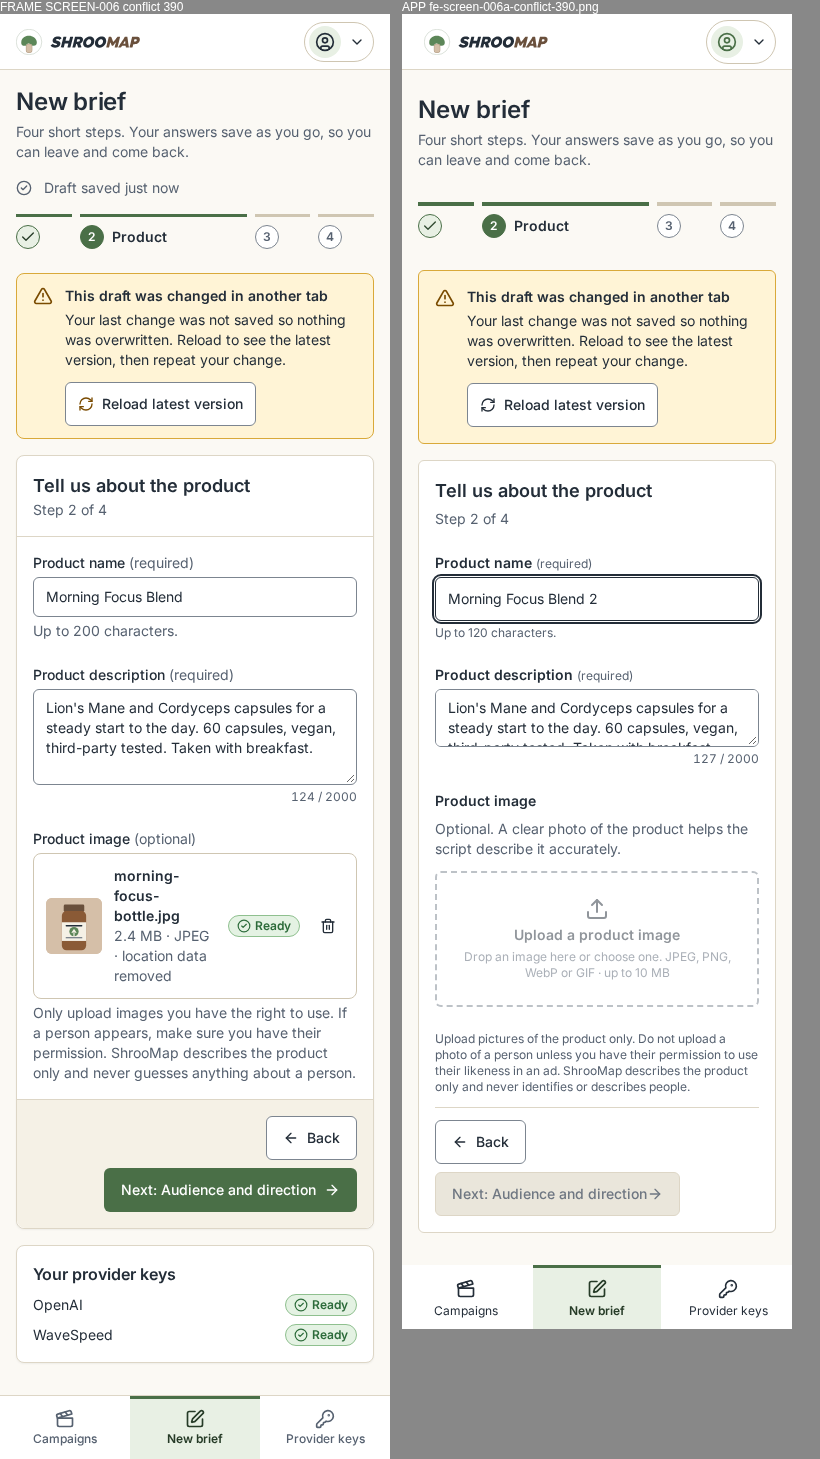 FRAME SCREEN-006 conflict 390
SHROOMAP
New brief
Four short steps. Your answers save as you go, so you
can leave and come back.
Draft saved just now
2 Product 3 4
This draft was changed in another tab
Your last change was not saved so nothing
was overwritten. Reload to see the latest
version, then repeat your change.
Reload latest version
Tell us about the product
Step 2 of 4
Product name (required)
Morning Focus Blend
Up to 200 characters.
Product description (required)
Lion's Mane and Cordyceps capsules for a
steady start to the day. 60 capsules, vegan,
third-party tested. Taken with breakfast.
124 / 2000
Product image (optional)
morning-
focus-
bottle.jpg
2.4 MB · JPEG
· location data
removed
Ready
Only upload images you have the right to use. If
a person appears, make sure you have their
permission. ShrooMap describes the product
only and never guesses anything about a person.
Back
Next: Audience and direction
Your provider keys
OpenAI Ready
WaveSpeed Ready
Campaigns New brief Provider keys
APP fe-screen-006a-conflict-390.png
SHROOMAP
New brief
Four short steps. Your answers save as you go, so you
can leave and come back.
2 Product 3 4
This draft was changed in another tab
Your last change was not saved so nothing
was overwritten. Reload to see the latest
version, then repeat your change.
Reload latest version
Tell us about the product
Step 2 of 4
Product name (required)
Morning Focus Blend 2
Up to 120 characters.
Product description (required)
Lion's Mane and Cordyceps capsules for a
steady start to the day. 60 capsules, vegan,
third-party tested. Taken with breakfast.
127 / 2000
Product image
Optional. A clear photo of the product helps the
script describe it accurately.
Upload a product image
Drop an image here or choose one. JPEG, PNG,
WebP or GIF · up to 10 MB
Upload pictures of the product only. Do not upload a
photo of a person unless you have their permission to use
their likeness in an ad. ShrooMap describes the product
only and never identifies or describes people.
Back
Next: Audience and direction
Campaigns New brief Provider keys